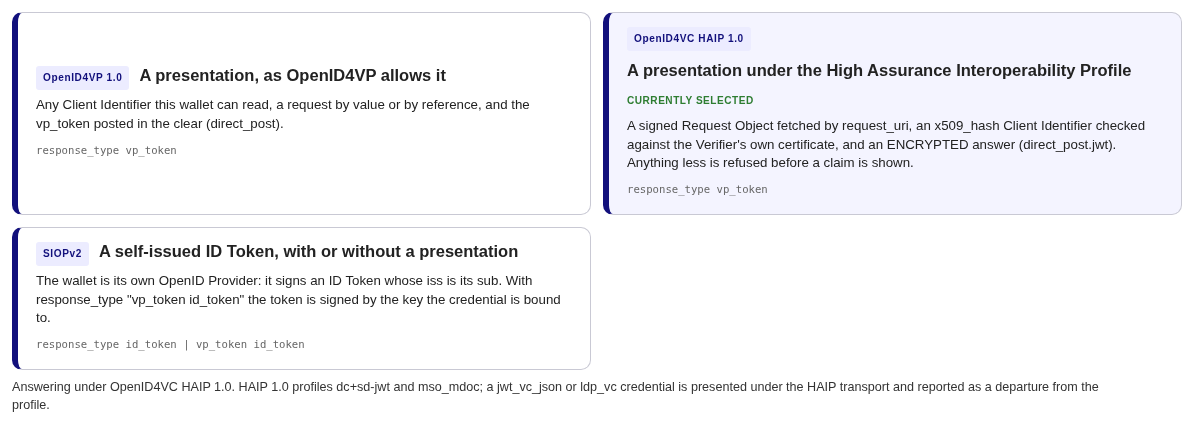 OpenID4VP 1.0 A presentation, as OpenID4VP allows it
Any Client Identifier this wallet can read, a request by value or by reference, and the
vp_token posted in the clear (direct_post).
response_type vp_token
OpenID4VC HAIP 1.0
A presentation under the High Assurance Interoperability Profile
CURRENTLY SELECTED
A signed Request Object fetched by request_uri, an x509_hash Client Identifier checked
against the Verifier's own certificate, and an ENCRYPTED answer (direct_post.jwt).
Anything less is refused before a claim is shown.
response_type vp_token
SIOPv2 A self-issued ID Token, with or without a presentation
The wallet is its own OpenID Provider: it signs an ID Token whose iss is its sub. With
response_type "vp_token id_token" the token is signed by the key the credential is bound
to.
response_type id_token | vp_token id_token
Answering under OpenID4VC HAIP 1.0. HAIP 1.0 profiles dc+sd-jwt and mso_mdoc; a jwt_vc_json or ldp_vc credential is presented under the HAIP transport and reported as a departure from the
profile.